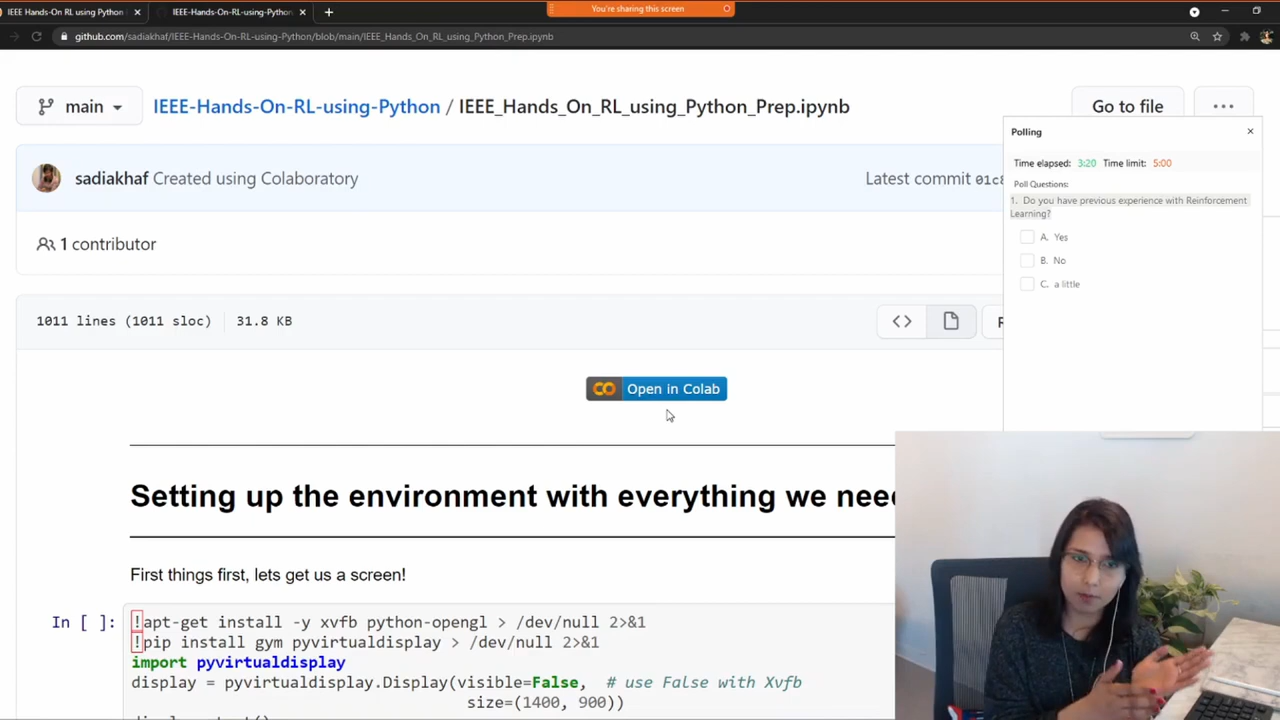 IEEE Hands-On RL using Python
IEEE-Hands-On-RL-using-Python
You're sharing this screen
github.com/sadiakhaf/IEEE-Hands-On-RL-using-Python/blob/main/IEEE_Hands_On_RL_using_Python_Prep.ipynb
main
IEEE-Hands-On-RL-using-Python / IEEE_Hands_On_RL_using_Python_Prep.ipynb
Go to file
Polling
Time elapsed: 3:20 Time limit: 5:00
Poll Questions:
1. Do you have previous experience with Reinforcement
Learning?
A. Yes
B. No
C. a little
sadiakhaf Created using Colaboratory
Latest commit 01c8
1 contributor
1011 lines (1011 sloc) 31.8 KB
Open in Colab
Setting up the environment with everything we need
First things first, lets get us a screen!
In [ ]: !apt-get install -y xvfb python-opengl > /dev/null 2>&1
!pip install gym pyvirtualdisplay > /dev/null 2>&1
import pyvirtualdisplay
display = pyvirtualdisplay.Display(visible=False, # use False with Xvfb
size=(1400, 900))